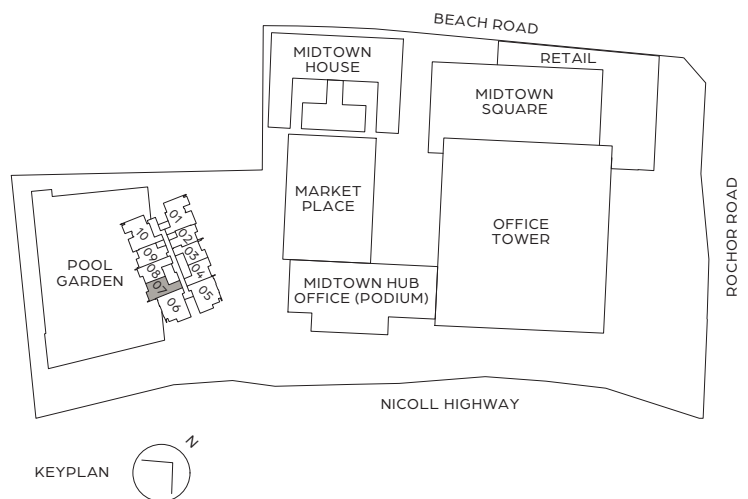 BEACH ROAD
MIDTOWN
HOUSE
RETAIL
MIDTOWN
SQUARE
ROCHOR ROAD
MARKET
PLACE
OFFICE
TOWER
01
10
02
09
03
08
04
07
05
06
POOL
GARDEN
MIDTOWN HUB
OFFICE (PODIUM)
NICOLL HIGHWAY
N
KEYPLAN